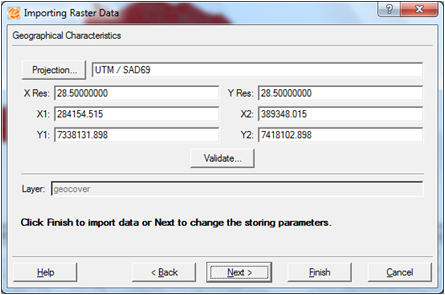 Importing Raster Data
Geographical Characteristics
Projection... UTM / SAD69
X Res: 28.50000000 Y Res: 28.50000000
X1: 284154.515 X2: 389348.015
Y1: 7338131.898 Y2: 7418102.898
Validate...
Layer: geocover
Click Finish to import data or Next to change the storing parameters.
Help < Back Next > Finish Cancel